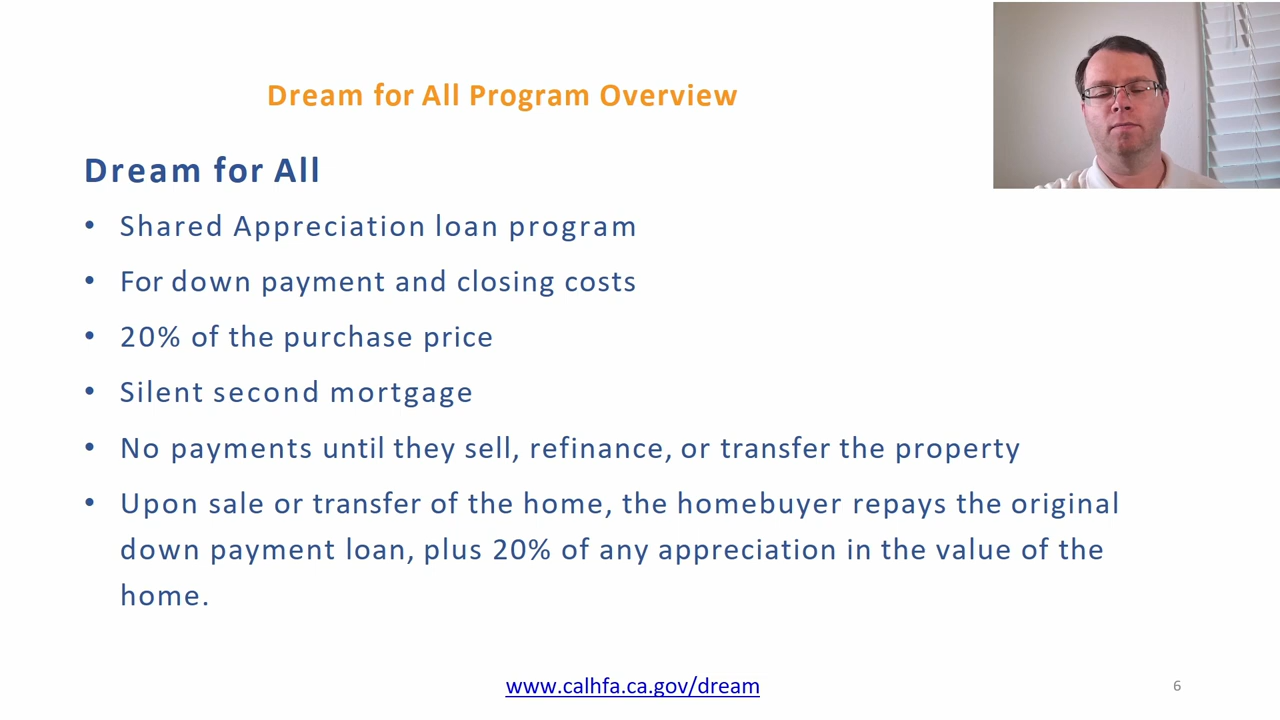 Dream for All Program Overview
Dream for All
• Shared Appreciation loan program
• For down payment and closing costs
• 20% of the purchase price
• Silent second mortgage
• No payments until they sell, refinance, or transfer the property
• Upon sale or transfer of the home, the homebuyer repays the original
down payment loan, plus 20% of any appreciation in the value of the
home.
www.calhfa.ca.gov/dream
6